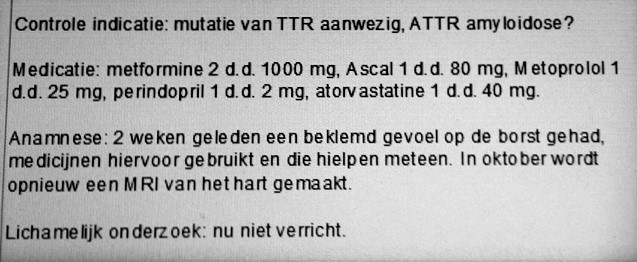 Controle indicatie: mutatie van TTR aanwezig, ATTR amyloidose?
Medicatie: metformine 2 d.d. 1000 mg, Ascal 1 d.d. 80 mg, Metoprolol 1
d.d. 25 mg, perindopril 1 d.d. 2 mg, atorvastatine 1 d.d. 40 mg.
Anamnese: 2 weken geleden een beklemd gevoel op de borst gehad,
medicijnen hiervoor gebruikt en die hielpen meteen. In oktober wordt
opnieuw een MRI van het hart gemaakt.
Lichamelijk onderzoek: nu niet verricht.